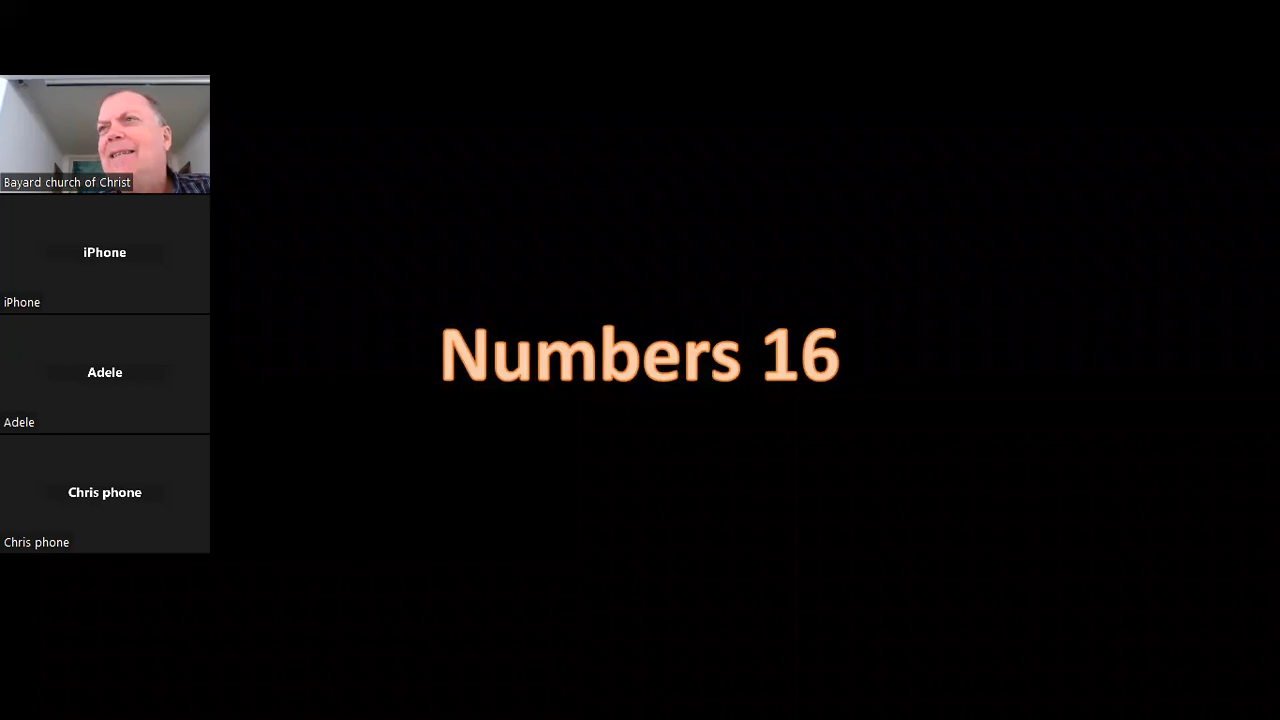 Bayard church of Christ
iPhone
iPhone
Adele
Adele
Chris phone
Chris phone
Numbers 16